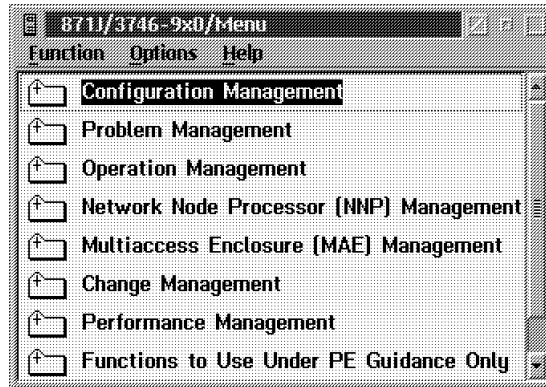 871J/3746-9x0/Menu
Function Options Help
Configuration Management
Problem Management
Operation Management
Network Node Processor (NNP) Management
Multiaccess Enclosure (MAE) Management
Change Management
Performance Management
Functions to Use Under PE Guidance Only